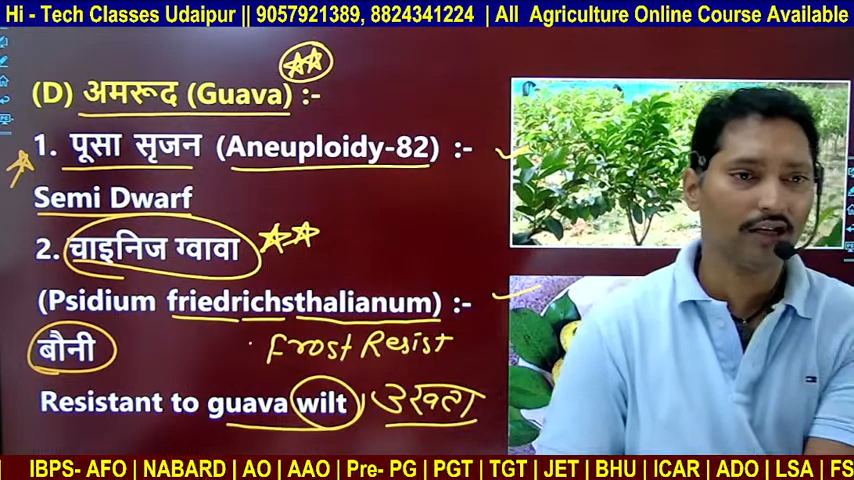 Hi - Tech Classes Udaipur || 9057921389, 8824341224 | All Agriculture Online Course Available
(D) अमरूद (Guava) :-
1. पूसा सृजन (Aneuploidy-82) :-
Semi Dwarf
2. चाइनिज ग्वावा
(Psidium friedrichsthalianum) :-
बौनी
Frost Resist
Resistant to guava wilt उखटा
IBPS- AFO | NABARD | AO | AAO | Pre- PG | PGT | TGT | JET | BHU | ICAR | ADO | LSA | FS